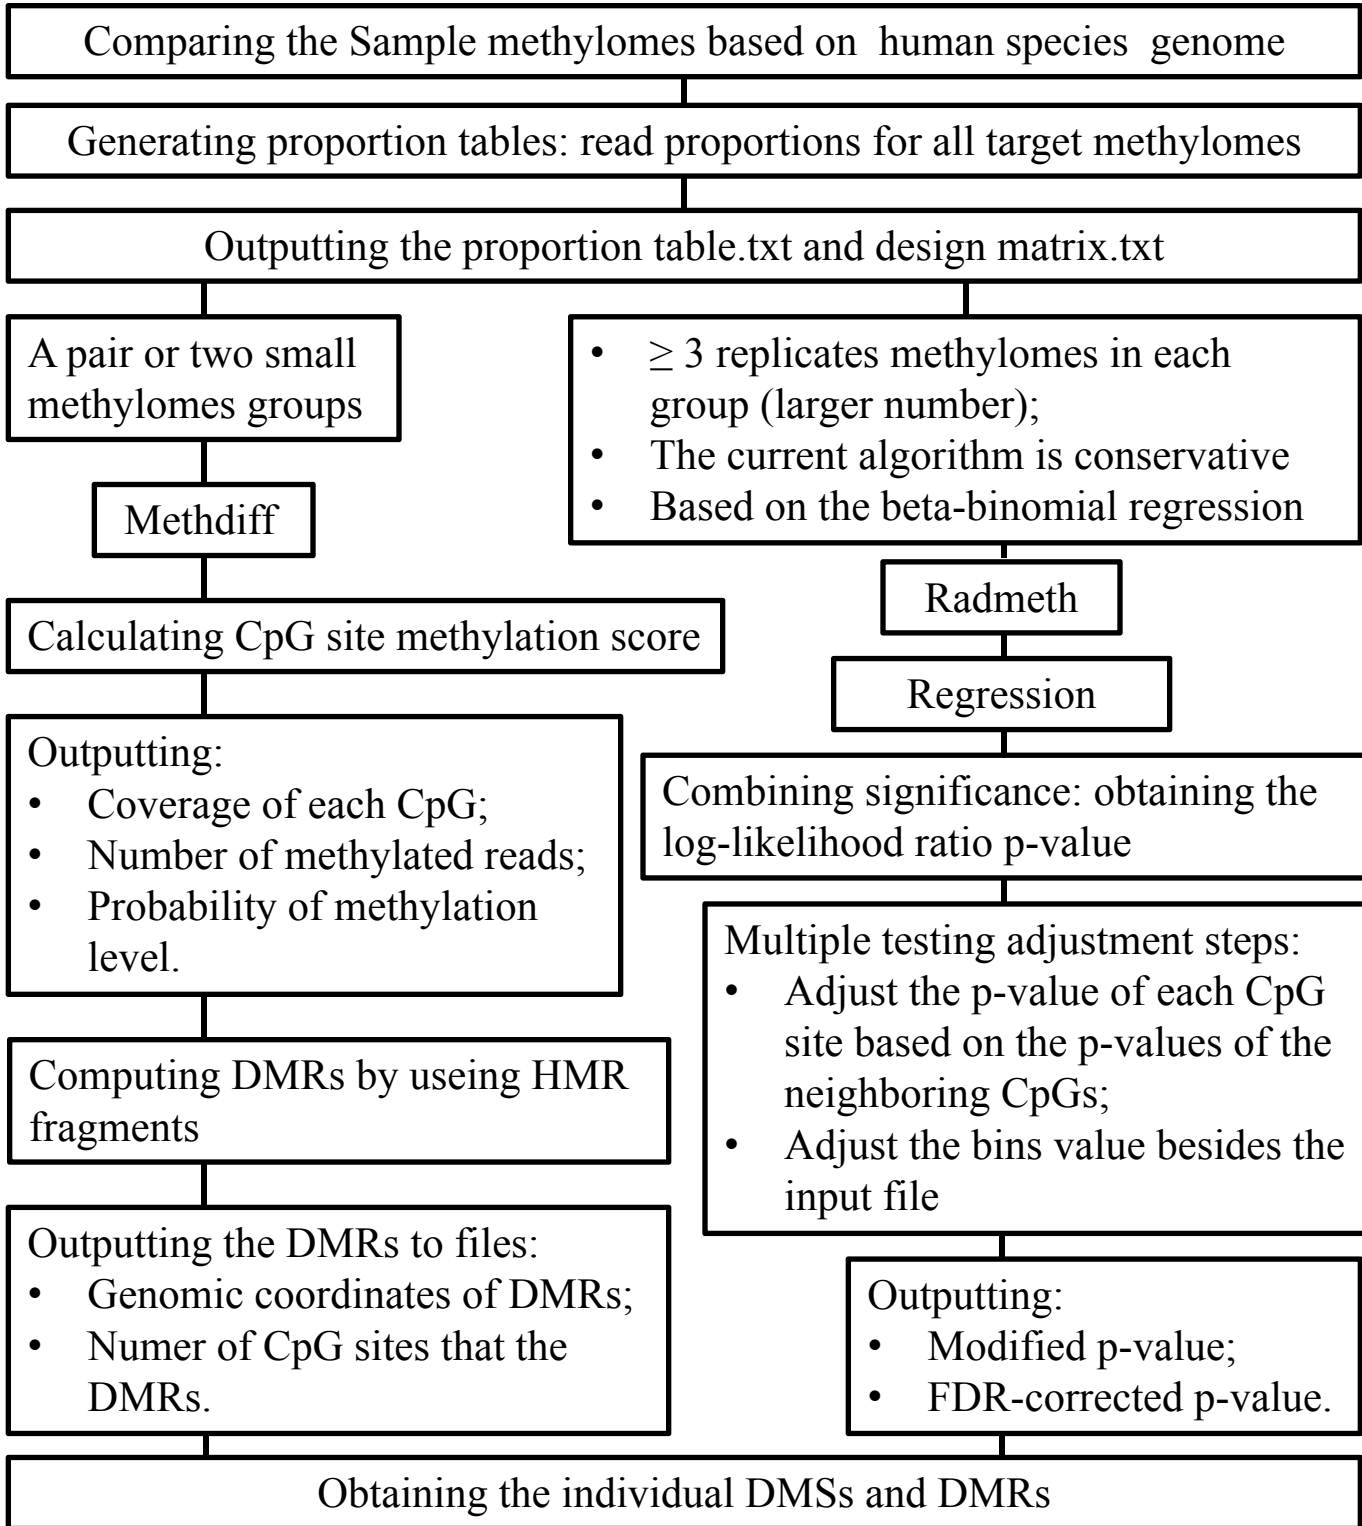 Comparing the Sample methylomes based on human species genome
Generating proportion tables: read proportions for all target methylomes
Outputting the proportion table.txt and design matrix.txt
A pair or two small
methylomes groups
Methdiff
Calculating CpG site methylation score
Outputting:
• Coverage of each CpG;
• Number of methylated reads;
• Probability of methylation
level.
Computing DMRs by useing HMR
fragments
Outputting the DMRs to files:
• Genomic coordinates of DMRs;
• Numer of CpG sites that the
DMRs.
• ≥ 3 replicates methylomes in each
group (larger number);
• The current algorithm is conservative
• Based on the beta-binomial regression
Radmeth
Regression
Combining significance: obtaining the
log-likelihood ratio p-value
Multiple testing adjustment steps:
• Adjust the p-value of each CpG
site based on the p-values of the
neighboring CpGs;
• Adjust the bins value besides the
input file
Outputting:
• Modified p-value;
• FDR-corrected p-value.
Obtaining the individual DMSs and DMRs